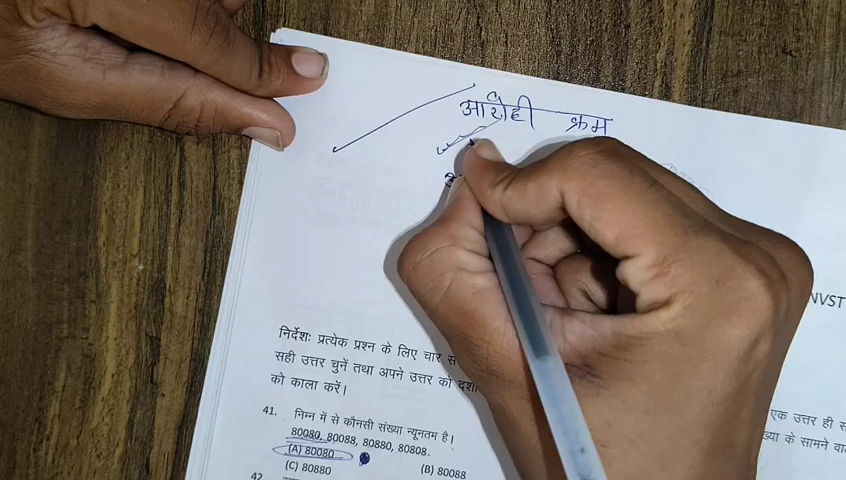 आरोही क्रम
NVST
निर्देशः प्रत्येक प्रश्न के लिए चार
सही उत्तर चुनें तथा अपने उत्तर को
को काला करें।
एक उत्तर ही
के सामने
41. निम्न में से कौनसी संख्या न्यूनतम है।
80080, 80088, 80880, 80808.
(A) 80080
(B) 80088
(C) 80880
42